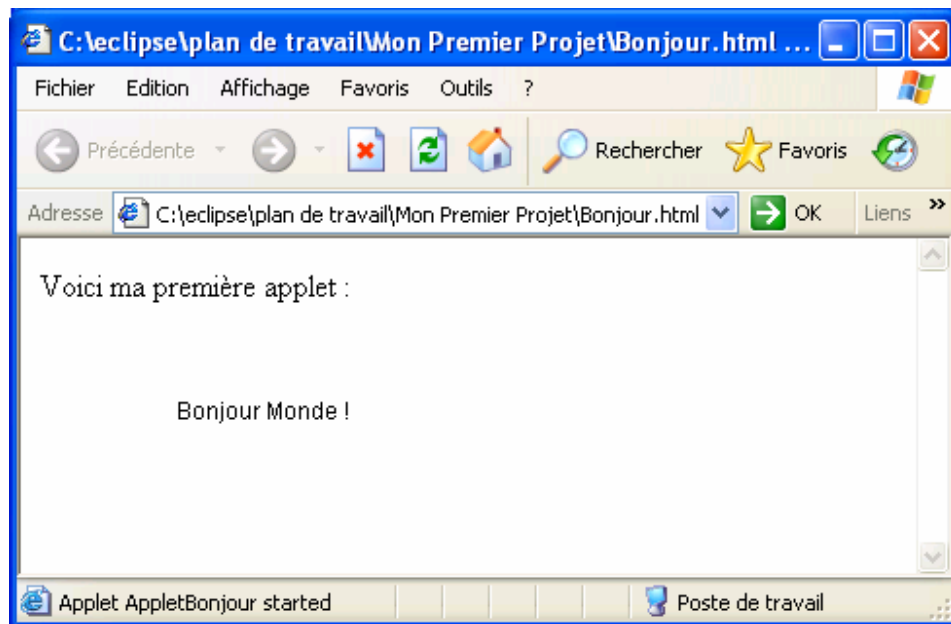 C:\eclipse\plan de travail\Mon Premier Projet\Bonjour.html ...
Fichier Edition Affichage Favoris Outils ?
Précédente Rechercher Favoris
Adresse C:\eclipse\plan de travail\Mon Premier Projet\Bonjour.html OK Liens »
Voici ma première applet :
Bonjour Monde !
Applet AppletBonjour started Poste de travail